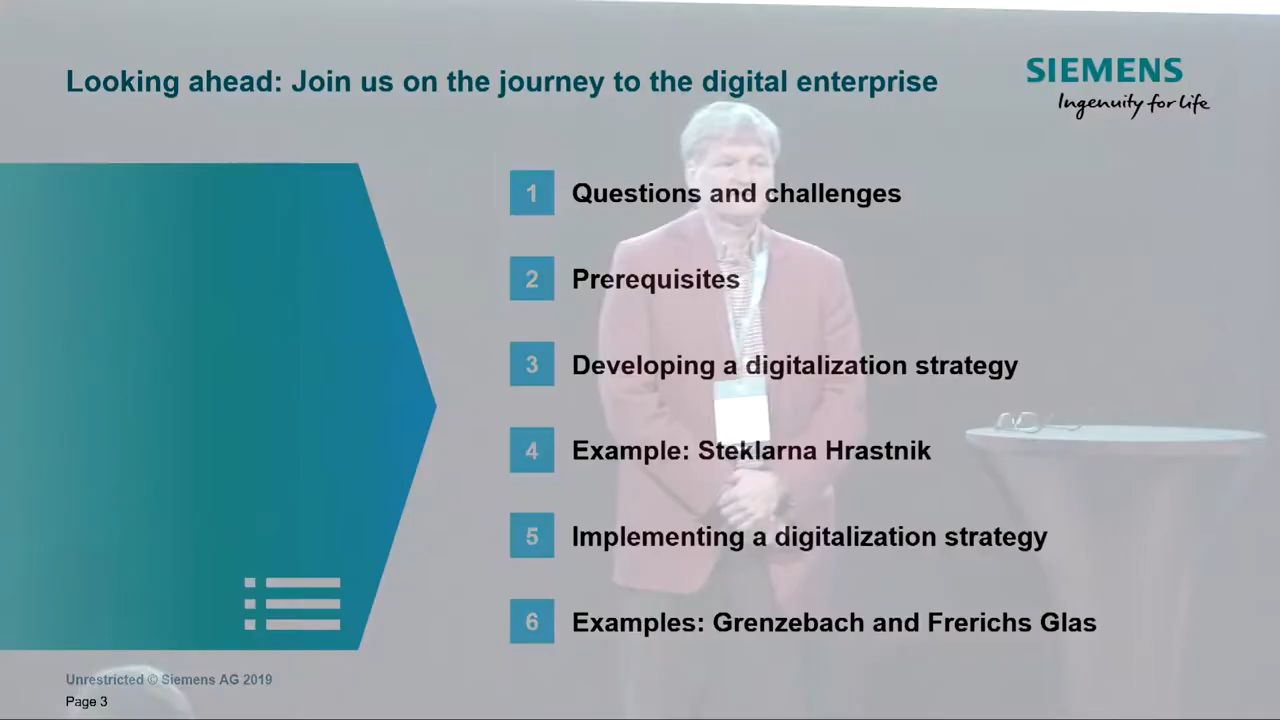 Looking ahead: Join us on the journey to the digital enterprise
SIEMENS
Ingenuity for life
1 Questions and challenges
2 Prerequisites
3 Developing a digitalization strategy
4 Example: Steklarna Hrastnik
5 Implementing a digitalization strategy
6 Examples: Grenzebach and Frerichs Glas
Unrestricted © Siemens AG 2019
Page 3